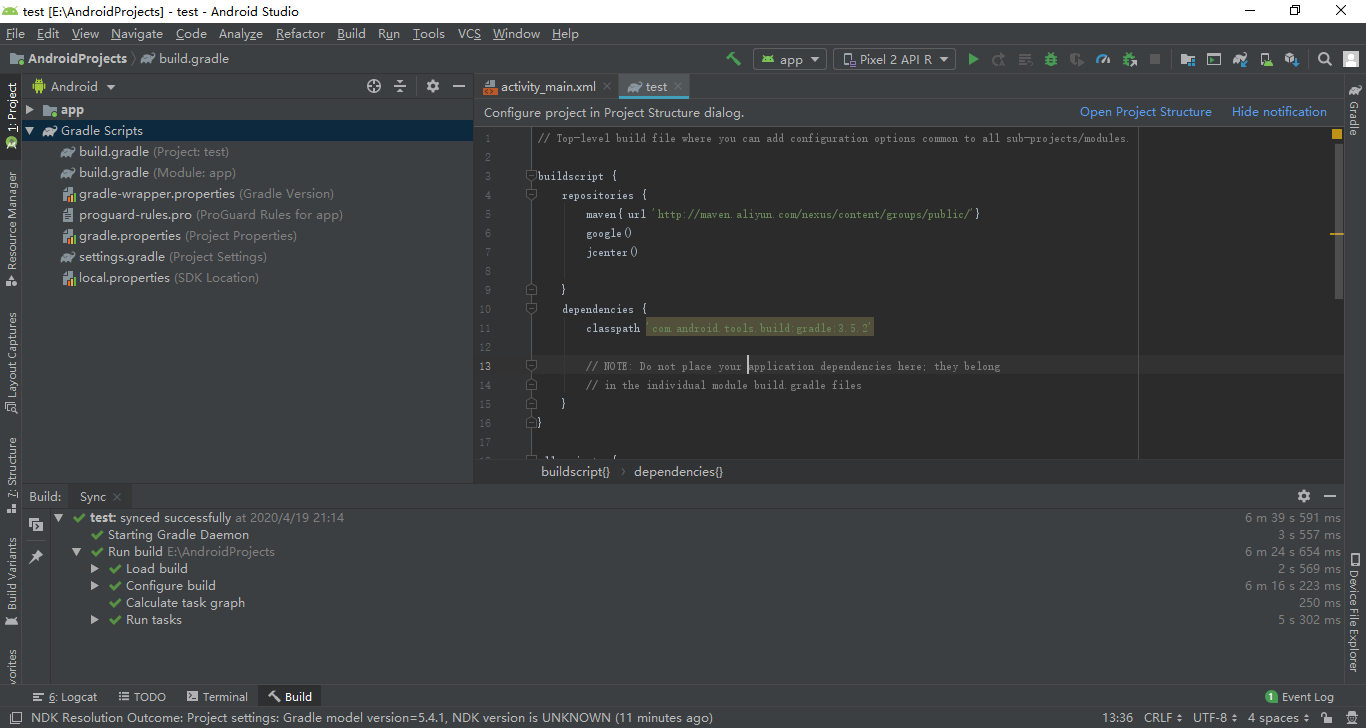 test [E:\AndroidProjects] - test - Android Studio
File Edit View Navigate Code Analyze Refactor Build Run Tools VCS Window Help
AndroidProjects build.gradle app Pixel 2 API R
1: Project
Resource Manager
Layout Captures
7: Structure
Build Variants
vorites
Android
app
Gradle Scripts
build.gradle (Project: test)
build.gradle (Module: app)
gradle-wrapper.properties (Gradle Version)
proguard-rules.pro (ProGuard Rules for app)
gradle.properties (Project Properties)
settings.gradle (Project Settings)
local.properties (SDK Location)
activity_main.xml test
Configure project in Project Structure dialog. Open Project Structure Hide notification
1 // Top-level build file where you can add configuration options common to all sub-projects/modules.
2
3 buildscript {
4 repositories {
5 maven{ url 'http://maven.aliyun.com/nexus/content/groups/public/'}
6 google()
7 jcenter()
8
9 }
10 dependencies {
11 classpath 'com.android.tools.build:gradle:3.5.2'
12
13 // NOTE: Do not place your application dependencies here; they belong
14 // in the individual module build.gradle files
15 }
16 }
17
buildscript{} dependencies{}
Gradle
Device File Explorer
Build: Sync
test: synced successfully at 2020/4/19 21:14 6 m 39 s 591 ms
Starting Gradle Daemon 3 s 557 ms
Run build E:\AndroidProjects 6 m 24 s 654 ms
Load build 2 s 569 ms
Configure build 6 m 16 s 223 ms
Calculate task graph 250 ms
Run tasks 5 s 302 ms
6: Logcat TODO Terminal Build 1 Event Log
NDK Resolution Outcome: Project settings: Gradle model version=5.4.1, NDK version is UNKNOWN (11 minutes ago) 13:36 CRLF UTF-8 4 spaces